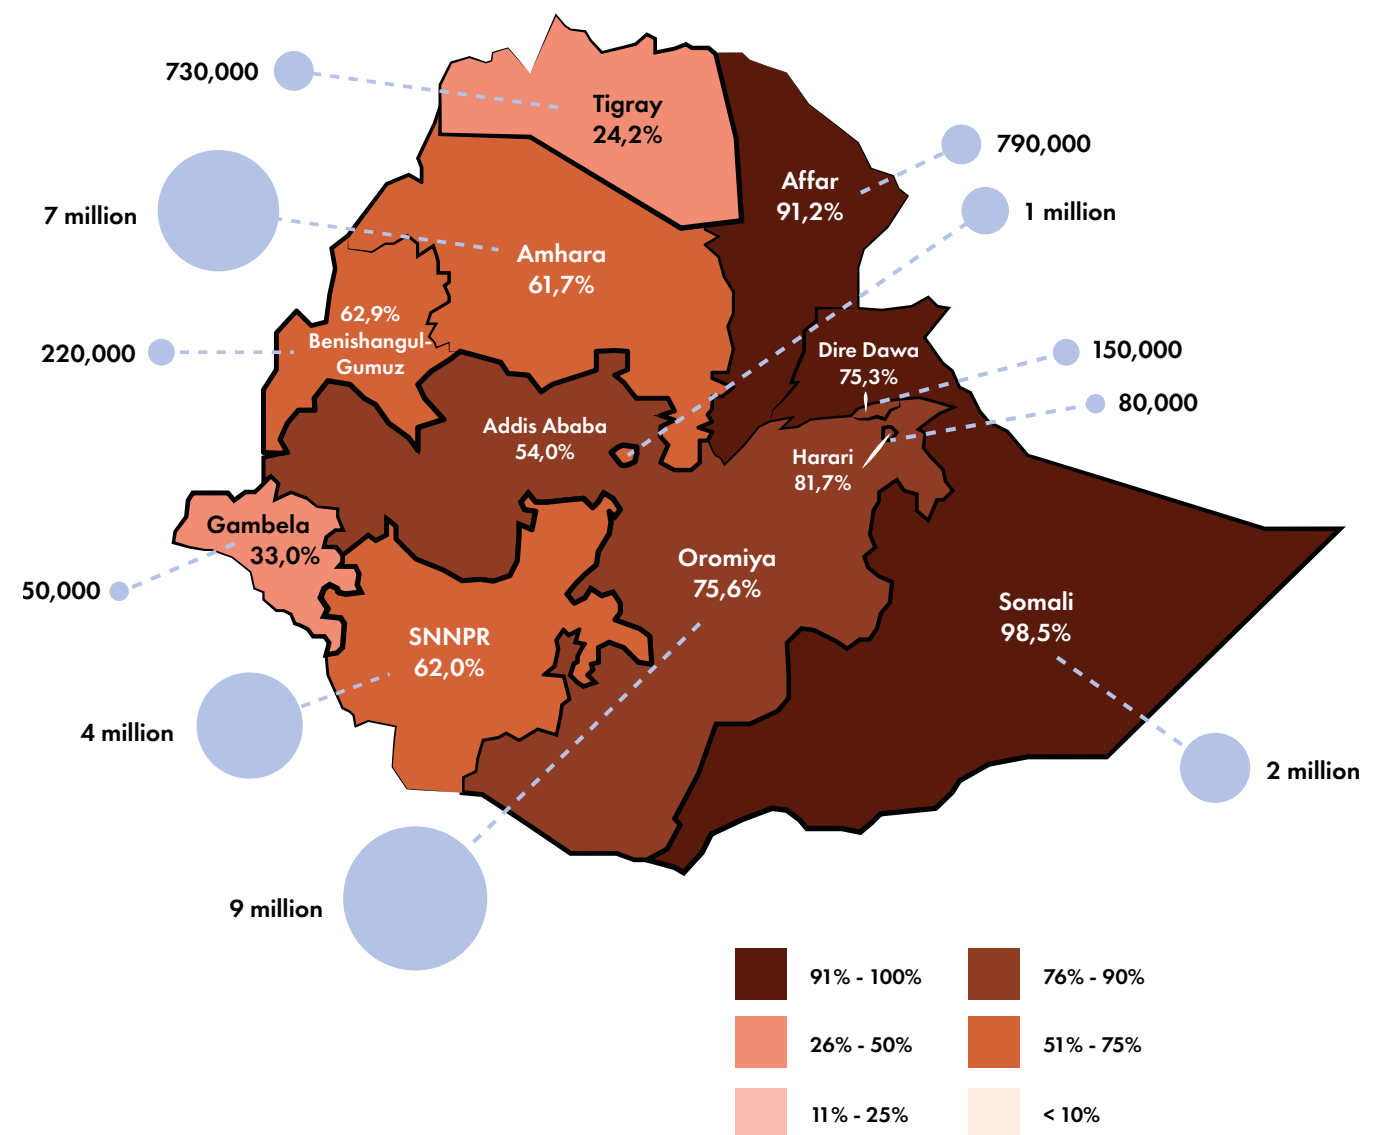 730,000
Tigray
24,2%
790,000
Affar
91,2%
1 million
7 million
Amhara
61,7%
62,9%
Benishangul-
Gumuz
220,000
Dire Dawa
75,3%
150,000
80,000
Addis Ababa
54,0%
Harari
81,7%
Gambela
33,0%
50,000
Oromiya
75,6%
Somali
98,5%
SNNPR
62,0%
4 million
2 million
9 million
91% - 100%
76% - 90%
26% - 50%
51% - 75%
11% - 25%
< 10%